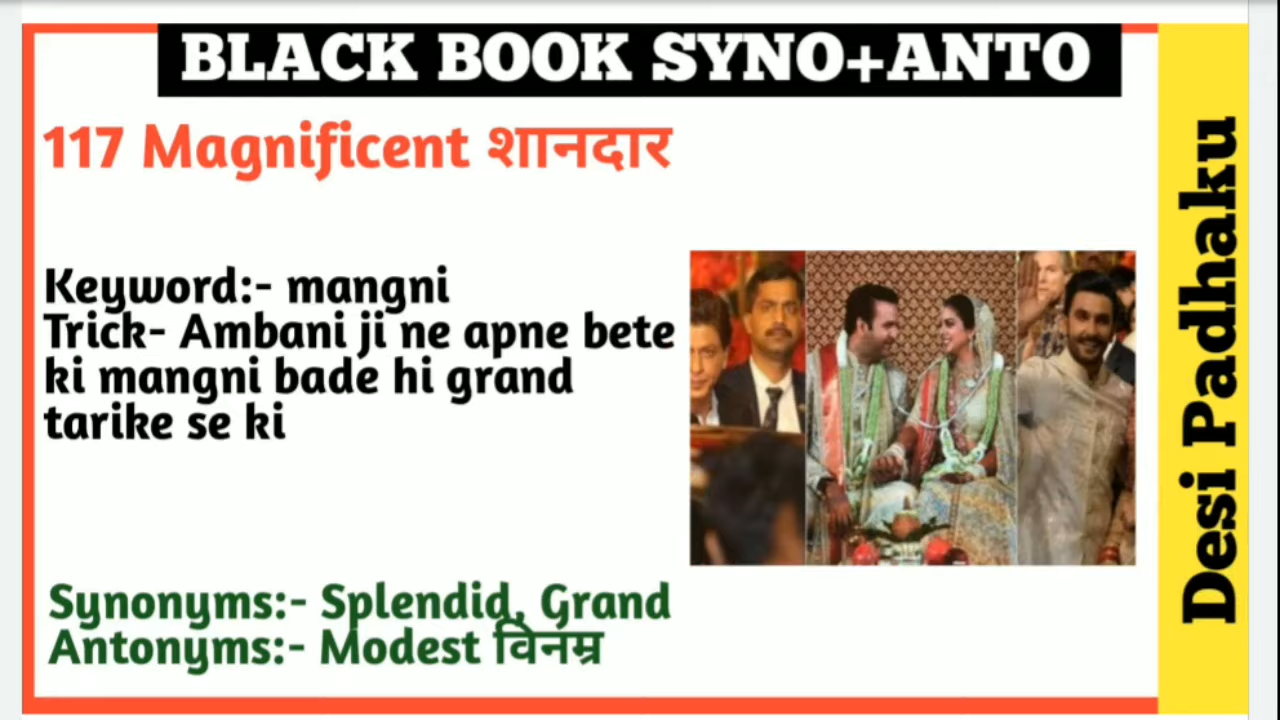 BLACK BOOK SYNO+ANTO
117 Magnificent शानदार
Keyword:- mangni
Trick- Ambani ji ne apne bete
ki mangni bade hi grand
tarike se ki
Synonyms:- Splendid, Grand
Antonyms:- Modest विनम्र
Desi Padhaku